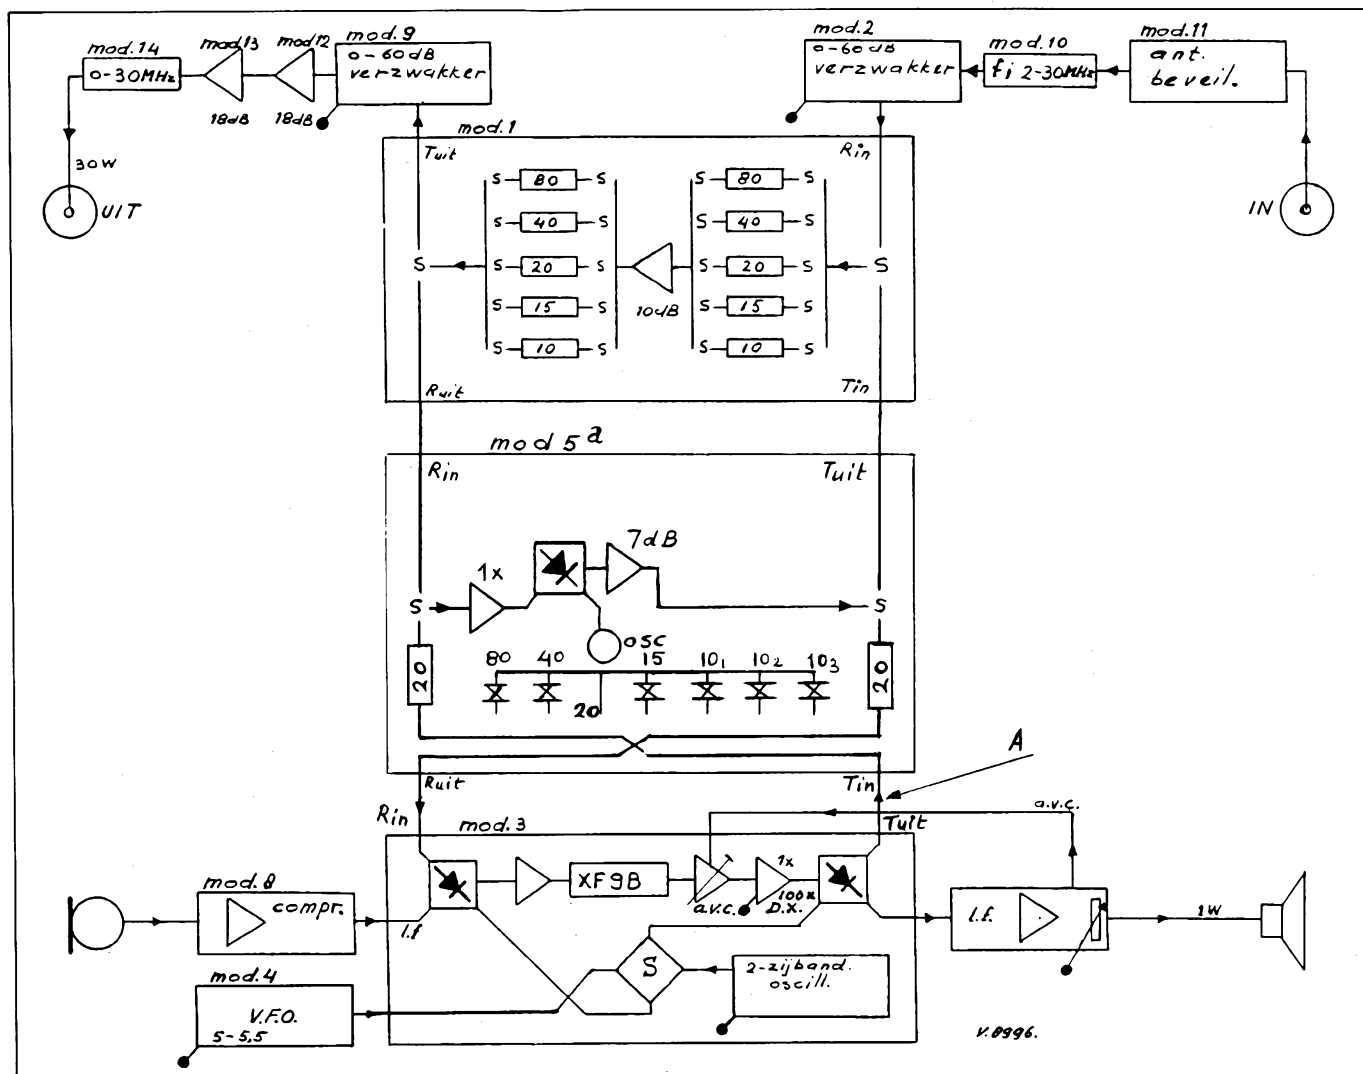 mod.14
mod.13
mod12
mod.9
0-60dB
verzwakker
0-30MHz
18dB
18dB
30W
UIT
mod.2
0-60dB
verzwakker
mod.10
fi 2-30MHz
mod.11
ant.
beveil.
IN
mod.1
Tuit
Rin
S 80 S
S 40 S
S 20 S
S 15 S
S 10 S
S 80 S
S 40 S
S 20 S
S 15 S
S 10 S
S
10dB
S
Ruit
Tin
mod 5a
Rin
Tuit
7dB
1x
S
S
osc
20
80
40
20
15
101
102
103
20
Ruit
Tin
A
Rin
mod.3
Tuit
a.v.c.
XF9B
a.v.c.
1x
100x
D.X.
mod.8
compr.
l.f
l.f.
1W
S
2-zijband.
oscill.
mod.4
V.F.O.
5-5,5
V.8996.